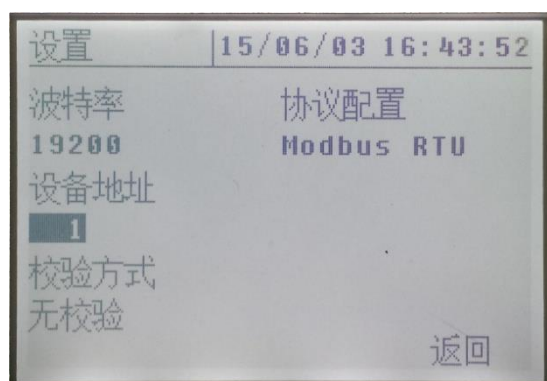 设置 15/06/03 16:43:52
波特率 协议配置
19200 Modbus RTU
设备地址
1
校验方式
无校验
返回